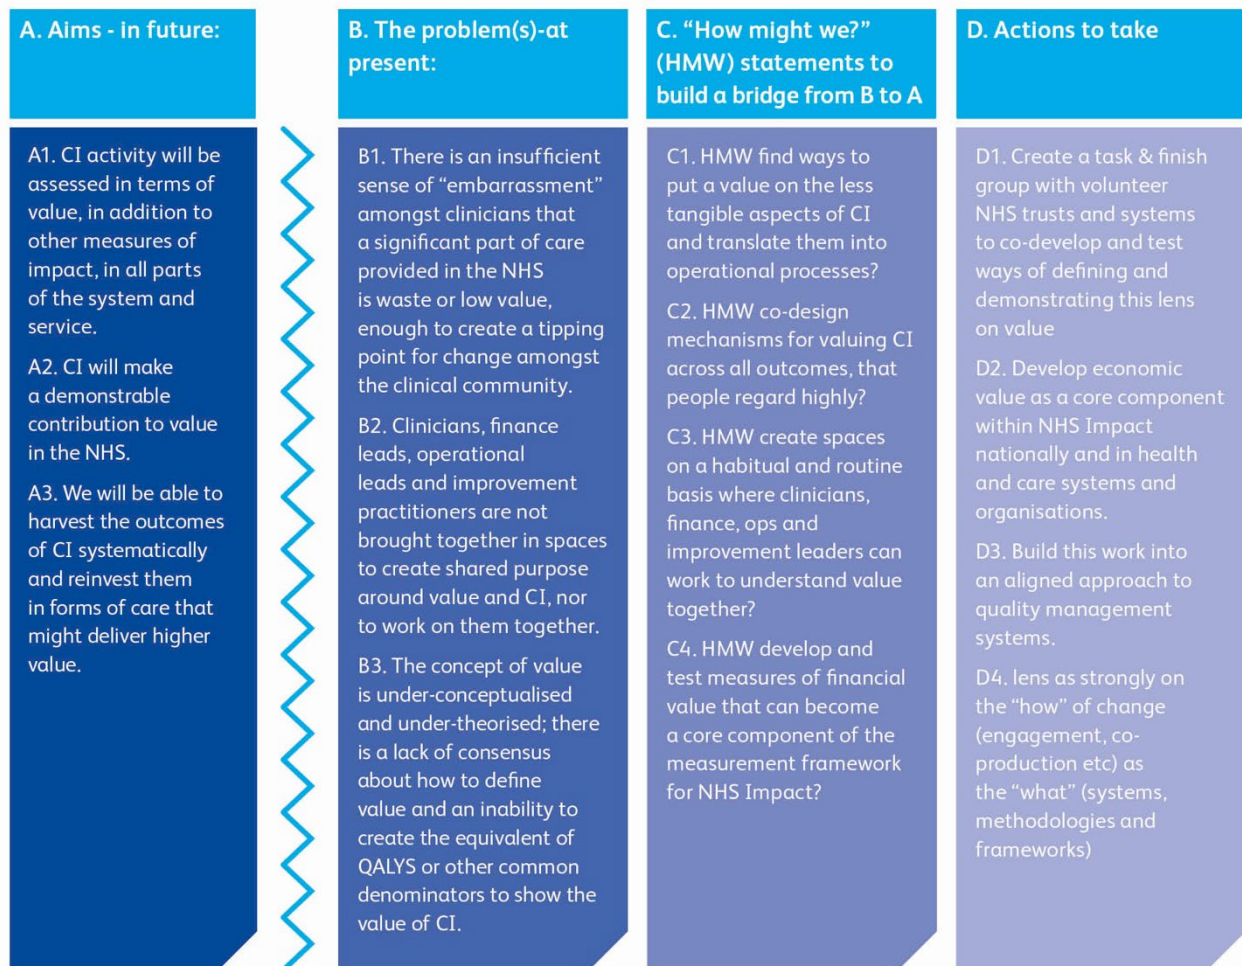 A. Aims - in future:
A1. CI activity will be
assessed in terms of
value, in addition to
other measures of
impact, in all parts
of the system and
service.
A2. CI will make
a demonstrable
contribution to value
in the NHS.
A3. We will be able to
harvest the outcomes
of CI systematically
and reinvest them
in forms of care that
might deliver higher
value.
B. The problem(s)-at
present:
B1. There is an insufficient
sense of “embarrassment”
amongst clinicians that
a significant part of care
provided in the NHS
is waste or low value,
enough to create a tipping
point for change amongst
the clinical community.
B2. Clinicians, finance
leads, operational
leads and improvement
practitioners are not
brought together in spaces
to create shared purpose
around value and CI, nor
to work on them together.
B3. The concept of value
is under-conceptualised
and under-theorised; there
is a lack of consensus
about how to define
value and an inability to
create the equivalent of
QALYS or other common
denominators to show the
value of CI.
C. “How might we?”
(HMW) statements to
build a bridge from B to A
C1. HMW find ways to
put a value on the less
tangible aspects of CI
and translate them into
operational processes?
C2. HMW co-design
mechanisms for valuing CI
across all outcomes, that
people regard highly?
C3. HMW create spaces
on a habitual and routine
basis where clinicians,
finance, ops and
improvement leaders can
work to understand value
together?
C4. HMW develop and
test measures of financial
value that can become
a core component of the
measurement framework
for NHS Impact?
D. Actions to take
D1. Create a task & finish
group with volunteer
NHS trusts and systems
to co-develop and test
ways of defining and
demonstrating this lens
on value
D2. Develop economic
value as a core component
within NHS Impact
nationally and in health
and care systems and
organisations.
D3. Build this work into
an aligned approach to
quality management
systems.
D4. lens as strongly on
the “how” of change
(engagement, co-
production etc) as
the “what” (systems,
methodologies and
frameworks)